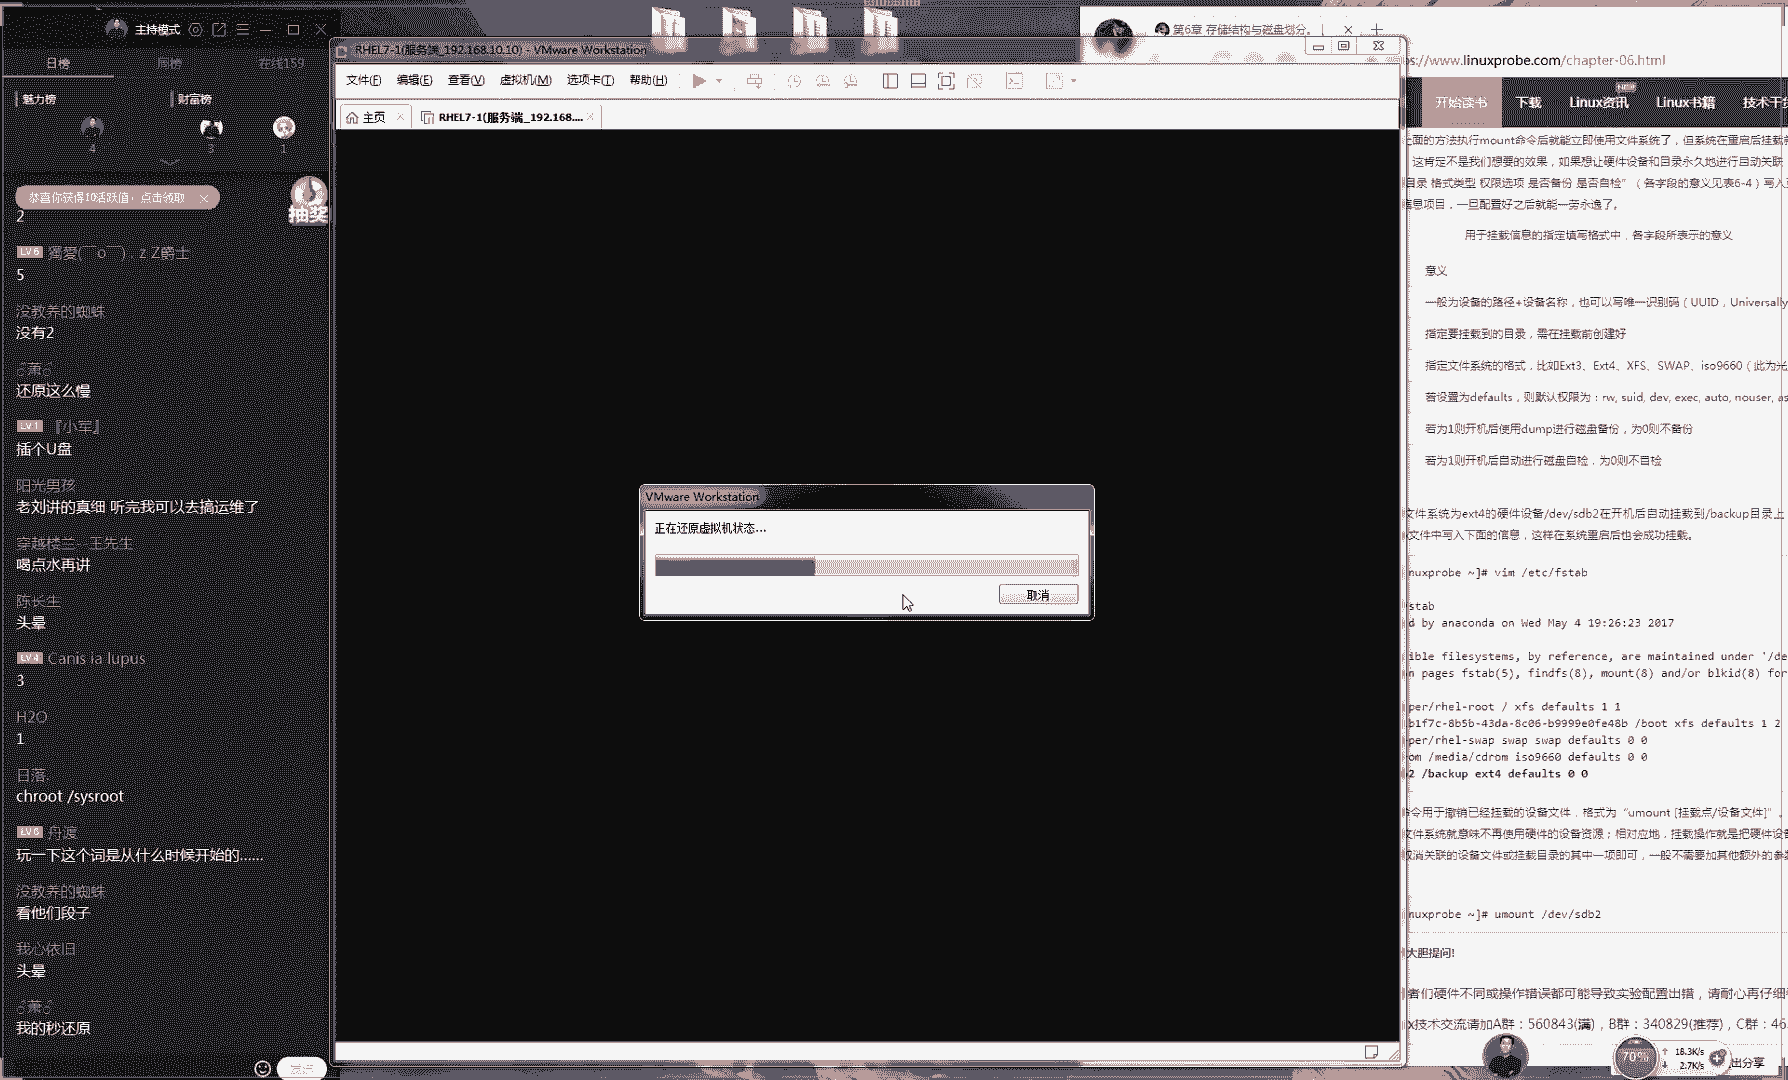 主持模式
日榜
周榜
在线159
魅力榜
财富榜
4
3
1
恭喜你获得10活跃值，点击领取
抽奖
2
LV 6
5
没教养的蜘蛛
没有2
♂萧♂
还原这么慢
LV 1 『小军』
插个U盘
阳光男孩
老刘讲的真细 听完我可以去搞运维了
穿越楼兰--王先生
喝点水再讲
陈长生
头晕
LV 4 Canis ia lupus
3
H2O
1
日落
chroot /sysroot
LV 6 舟渡
玩一下这个词是从什么时候开始的......
没教养的蜘蛛
看他们段子
我心依旧
头晕
♂萧♂
我的秒还原
发送
RHEL7-1(服务端_192.168.10.10) - VMware Workstation
文件(F) 编辑(E) 查看(V) 虚拟机(M) 选项卡(T) 帮助(H)
主页
RHEL7-1(服务端_192.168....
VMware Workstation
正在还原虚拟机状态...
取消
第6章 存储结构与磁盘划分。
www.linuxprobe.com/chapter-06.html
开始读书 下载 Linux资讯 Linux书籍 技术干
NEW
面的方法执行mount命令后就能立即使用文件系统了，但系统在重启后挂载
这肯定不是我们想要的效果，如果想让硬件设备和目录永久地进行自动关联
目录 格式类型 权限选项 是否备份 是否自检”（各字段的意义见表6-4）写入
信息项目，一旦配置好之后就能一劳永逸了。
用于挂载信息的指定填写格式中，各字段所表示的意义
意义
一般为设备的路径+设备名称，也可以写唯一识别码（UUID，Universally
指定要挂载到的目录，需在挂载前创建好
指定文件系统的格式，比如Ext3、Ext4、XFS、SWAP、iso9660（此为光
若设置为defaults，则默认权限为：rw, suid, dev, exec, auto, nouser, as
若为1则开机后使用dump进行磁盘备份，为0则不备份
若为1则开机后自动进行磁盘自检，为0则不自检
文件系统为ext4的硬件设备/dev/sdb2在开机后自动挂载到/backup目录上
文件中写入下面的信息，这样在系统重启后也会成功挂载。
nuxprobe ~]# vim /etc/fstab
stab
d by anaconda on Wed May 4 19:26:23 2017
ible filesystems, by reference, are maintained under '/de
n pages fstab(5), findfs(8), mount(8) and/or blkid(8) for
per/rhel-root / xfs defaults 1 1
b1f7c-8b5b-43da-8c06-b9999e0fe48b /boot xfs defaults 1 2
per/rhel-swap swap swap defaults 0 0
om /media/cdrom iso9660 defaults 0 0
2 /backup ext4 defaults 0 0
令用于撤销已经挂载的设备文件，格式为“umount [挂载点/设备文件]”。
文件系统就意味不再使用硬件的设备资源；相对应地，挂载操作就是把硬件设备
取消关联的设备文件或挂载目录的其中一项即可，一般不需要加其他额外的参数
nuxprobe ~]# umount /dev/sdb2
大胆提问!
者们硬件不同或操作错误都可能导致实验配置出错，请耐心再仔细
x技术交流请加A群：560843(满)，B群：340829(推荐)，C群：46
70%
18.3K/s
2.7K/s
出分享